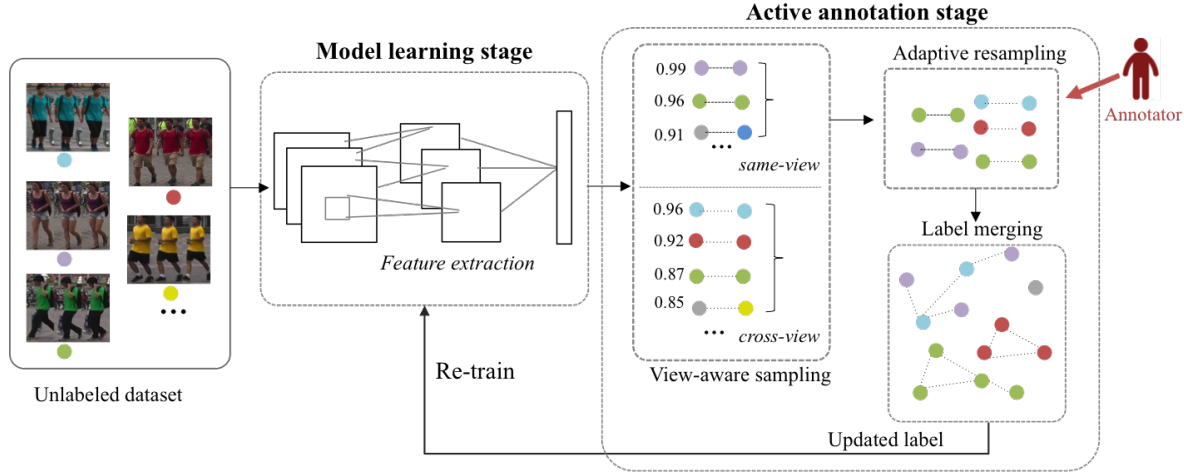 Active annotation stage
Model learning stage
Adaptive resampling
Annotator
0.99
0.96
0.91
...
same-view
0.96
0.92
0.87
0.85
...
cross-view
View-aware sampling
Label merging
Feature extraction
...
Unlabeled dataset
Re-train
Updated label